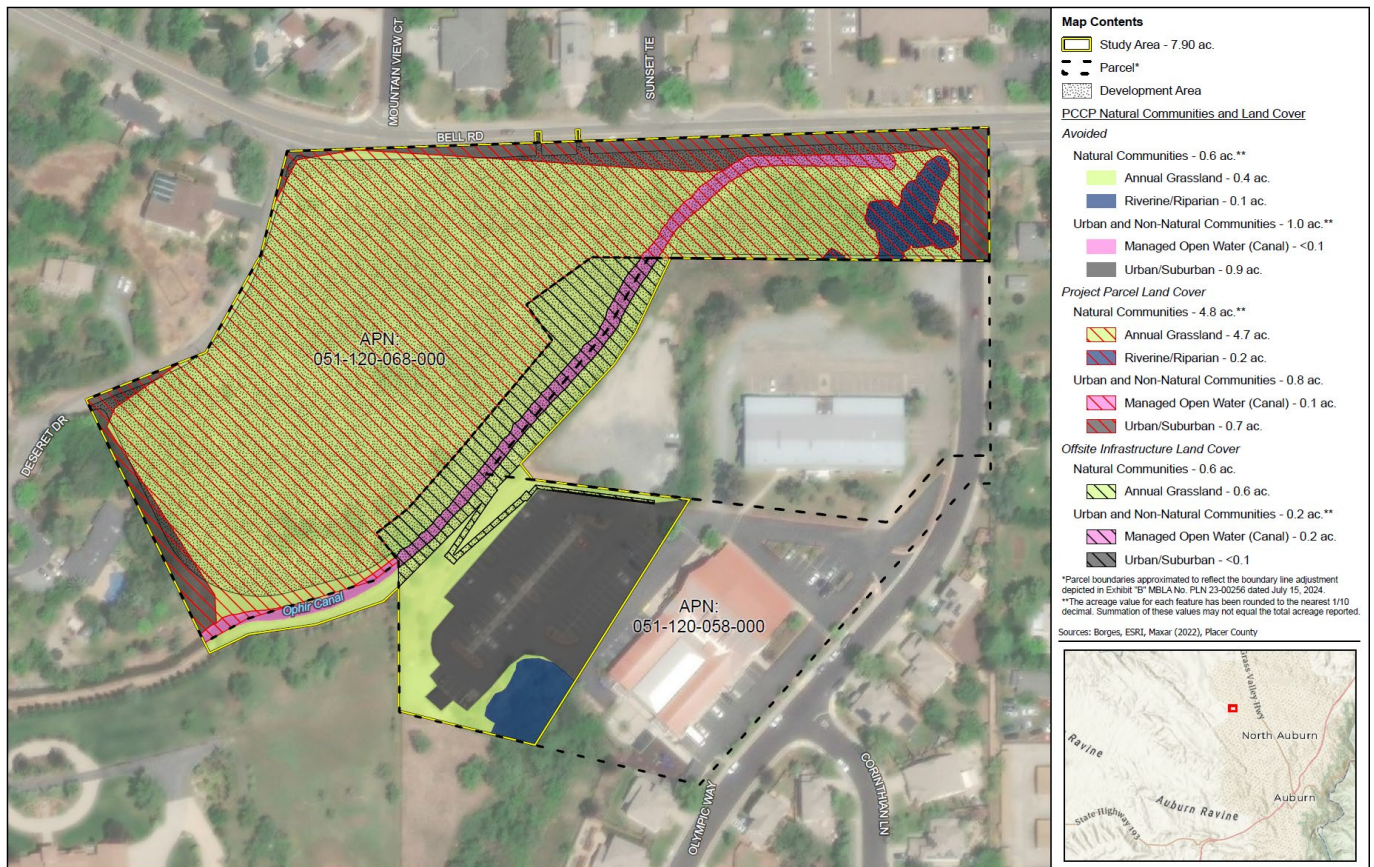 MOUNTAIN VIEW CT
SUNSET TE
BELL RD
APN:
051-120-068-000
DESERET DR
Ophir Canal
APN:
051-120-058-000
OLYMPIC WAY
CORINTHIAN LN
Map Contents
Study Area - 7.90 ac.
Parcel*
Development Area
PCCP Natural Communities and Land Cover
Avoided
Natural Communities - 0.6 ac.**
Annual Grassland - 0.4 ac.
Riverine/Riparian - 0.1 ac.
Urban and Non-Natural Communities - 1.0 ac.**
Managed Open Water (Canal) - <0.1
Urban/Suburban - 0.9 ac.
Project Parcel Land Cover
Natural Communities - 4.8 ac.**
Annual Grassland - 4.7 ac.
Riverine/Riparian - 0.2 ac.
Urban and Non-Natural Communities - 0.8 ac.
Managed Open Water (Canal) - 0.1 ac.
Urban/Suburban - 0.7 ac.
Offsite Infrastructure Land Cover
Natural Communities - 0.6 ac.
Annual Grassland - 0.6 ac.
Urban and Non-Natural Communities - 0.2 ac.**
Managed Open Water (Canal) - 0.2 ac.
Urban/Suburban - <0.1
*Parcel boundaries approximated to reflect the boundary line adjustment
depicted in Exhibit "B" MBLA No. PLN 23-00256 dated July 15, 2024.
**The acreage value for each feature has been rounded to the nearest 1/10
decimal. Summation of these values may not equal the total acreage reported.
Sources: Borges, ESRI, Maxar (2022), Placer County
Grass Valley Hwy
North Auburn
Ravine
Auburn
Auburn Ravine
State Highway 193